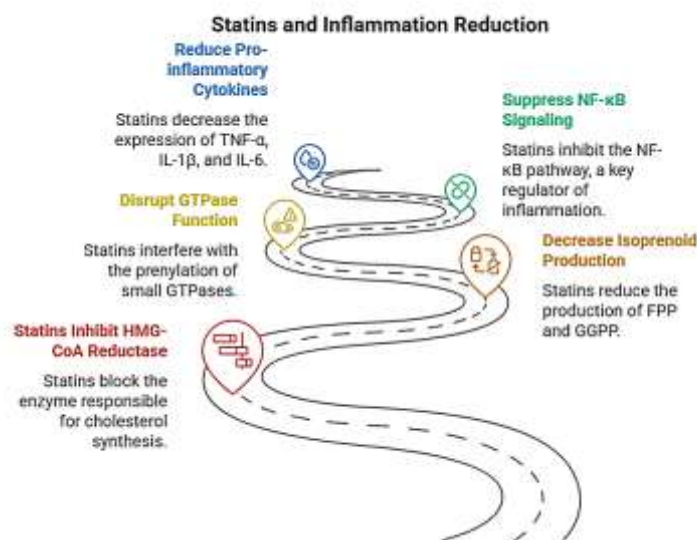 Statins and Inflammation Reduction
Reduce Pro-
inflammatory
Cytokines
Statins decrease the
expression of TNF-α,
IL-1β, and IL-6.
Suppress NF-κB
Signaling
Statins inhibit the NF-
κB pathway, a key
regulator of
inflammation.
Disrupt GTPase
Function
Statins interfere with
the prenylation of
small GTPases.
Decrease Isoprenoid
Production
Statins reduce the
production of FPP
and GGPP.
Statins Inhibit HMG-
CoA Reductase
Statins block the
enzyme responsible
for cholesterol
synthesis.